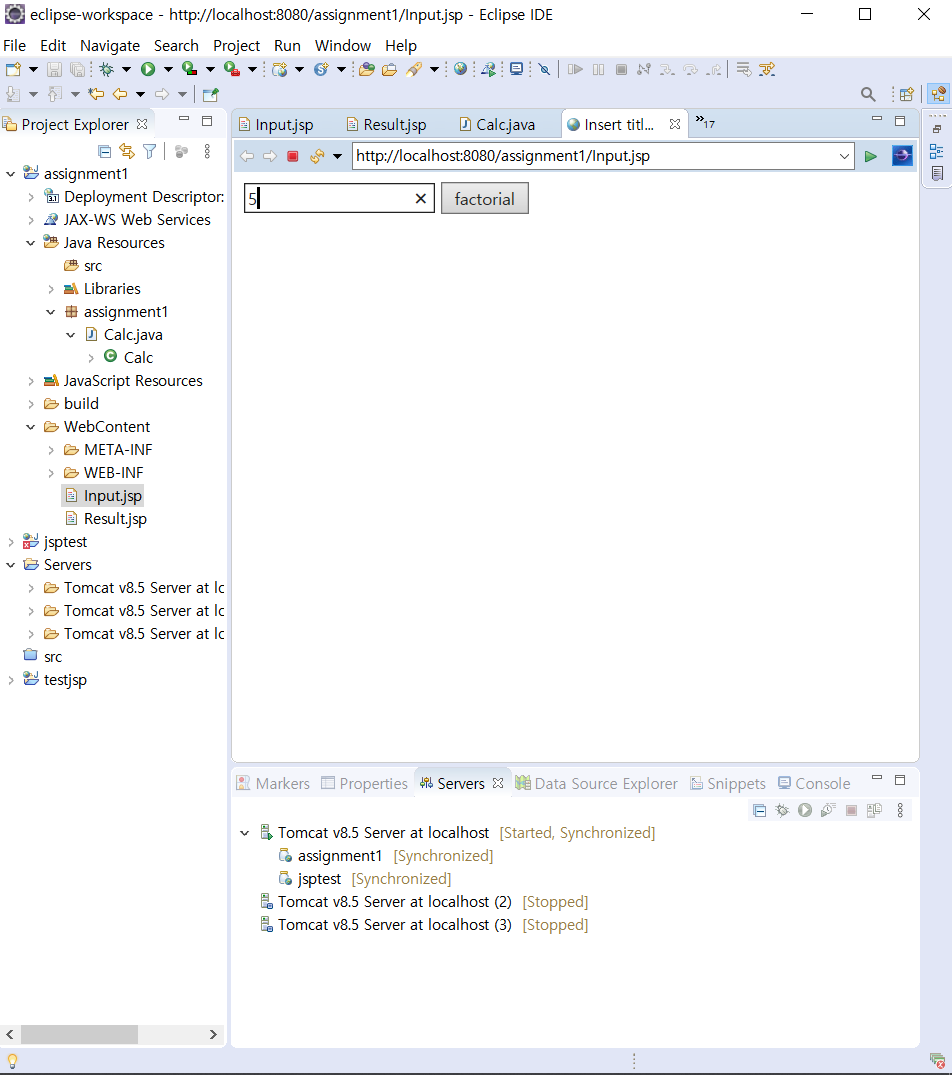 eclipse-workspace - http://localhost:8080/assignment1/Input.jsp - Eclipse IDE
File Edit Navigate Search Project Run Window Help
Project Explorer
Input.jsp Result.jsp Calc.java Insert titl... »17
http://localhost:8080/assignment1/Input.jsp
5 factorial
assignment1
Deployment Descriptor:
JAX-WS Web Services
Java Resources
src
Libraries
assignment1
Calc.java
Calc
JavaScript Resources
build
WebContent
META-INF
WEB-INF
Input.jsp
Result.jsp
jsptest
Servers
Tomcat v8.5 Server at lc
Tomcat v8.5 Server at lc
Tomcat v8.5 Server at lc
src
testjsp
Markers Properties Servers Data Source Explorer Snippets Console
Tomcat v8.5 Server at localhost [Started, Synchronized]
assignment1 [Synchronized]
jsptest [Synchronized]
Tomcat v8.5 Server at localhost (2) [Stopped]
Tomcat v8.5 Server at localhost (3) [Stopped]